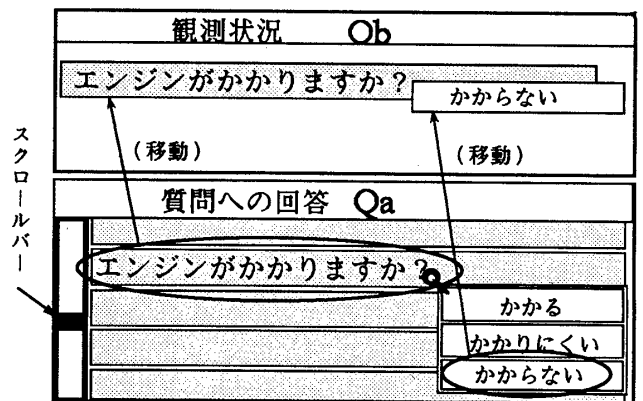 観測状況 Ob
エンジンがかかりますか？
かからない
(移動)
(移動)
スクロールバー
質問への回答 Qa
エンジンがかかりますか？
かかる
かかりにくい
かからない